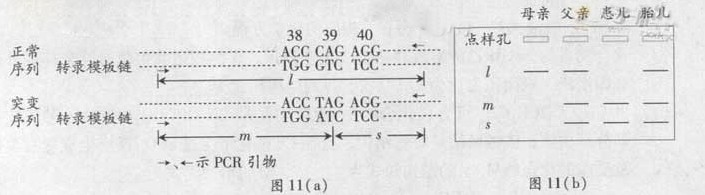 38 39 40
正常序列
ACC CAG AGG
转录模板链 TGG GTC TCC
l
突变序列
ACC TAG AGG
转录模板链 TGG ATC TCC
m s
→、←示 PCR 引物
图 11(a)
母亲 父亲 患儿 胎儿
点样孔
l
m
s
图 11(b)